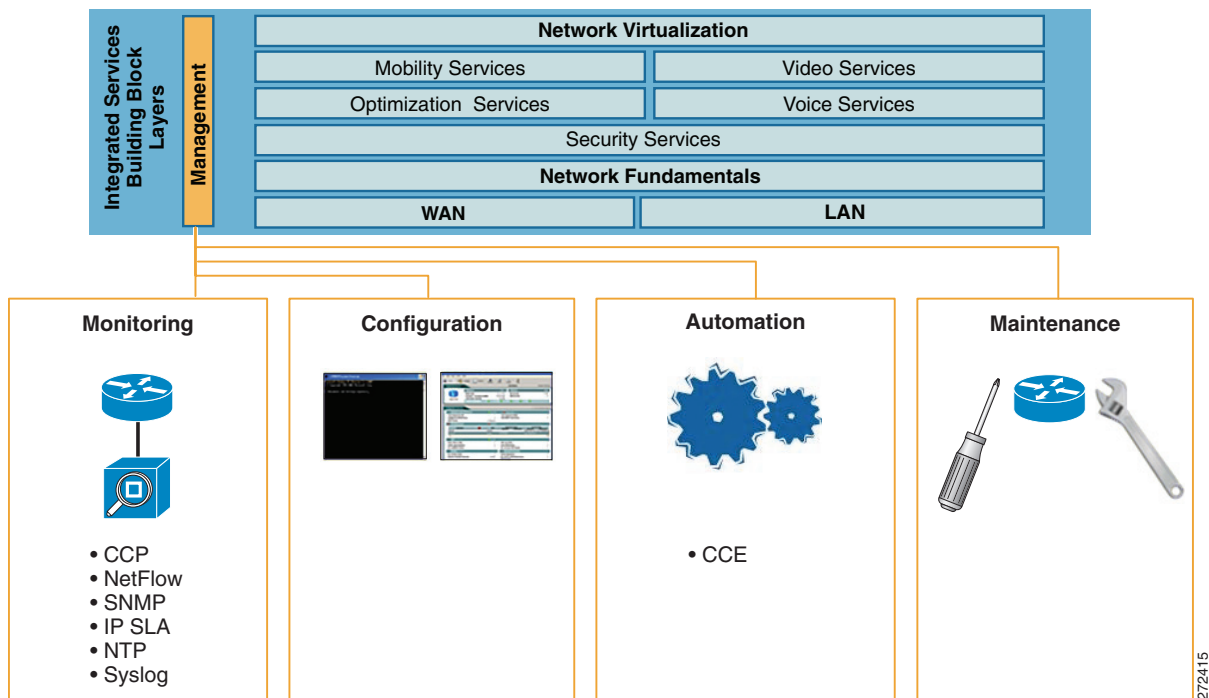 Integrated Services
Building Block
Layers
Management
Network Virtualization
Mobility Services
Video Services
Optimization Services
Voice Services
Security Services
Network Fundamentals
WAN
LAN
Monitoring
• CCP
• NetFlow
• SNMP
• IP SLA
• NTP
• Syslog
Configuration
Automation
• CCE
Maintenance
272415